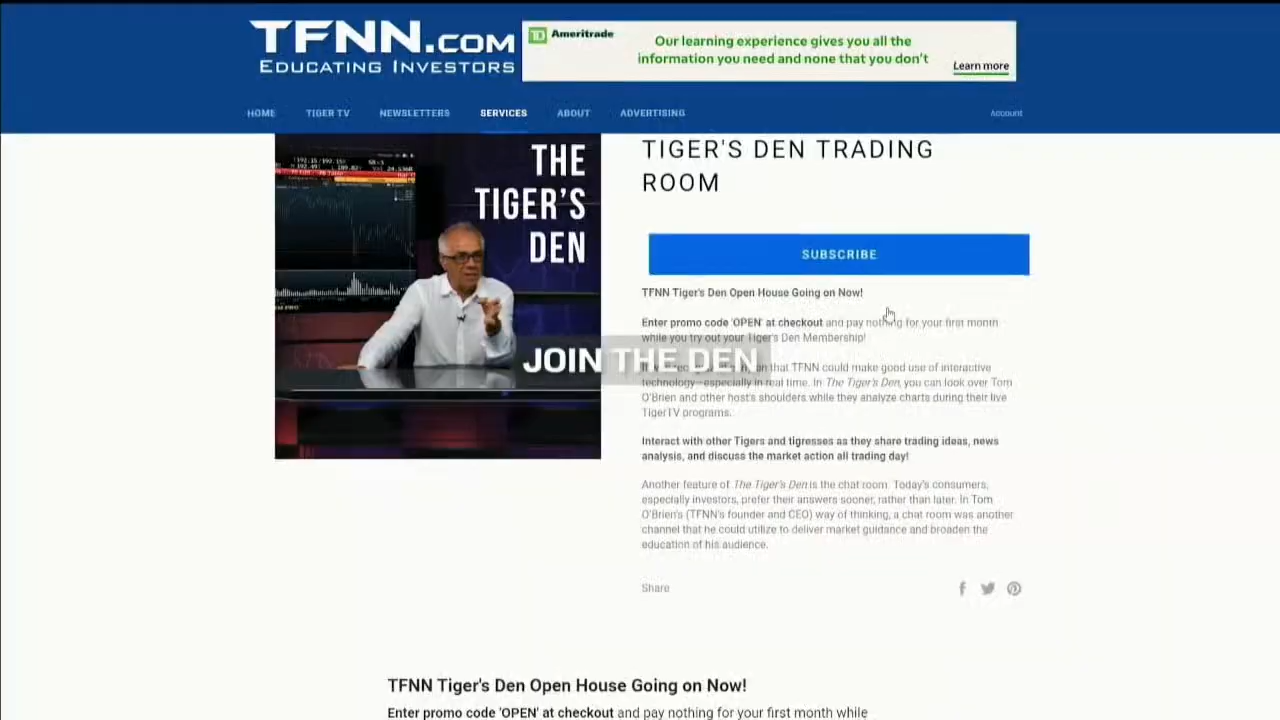 TFNN.COM
EDUCATING INVESTORS
Ameritrade
Our learning experience gives you all the
information you need and none that you don't
Learn more
HOME
TIGER TV
NEWSLETTERS
SERVICES
ABOUT
ADVERTISING
Account
THE
TIGER'S
DEN
TIGER'S DEN TRADING
ROOM
SUBSCRIBE
TFNN Tiger's Den Open House Going on Now!
Enter promo code 'OPEN' at checkout and pay nothing for your first month
while you try out your Tiger's Den Membership!
JOIN THE DEN
that TFNN could make good use of interactive
technology—especially in real time. In The Tiger's Den, you can look over Tom
O'Brien and other host's shoulders while they analyze charts during their live
TigerTV programs.
Interact with other Tigers and tigresses as they share trading ideas, news
analysis, and discuss the market action all trading day!
Another feature of The Tiger's Den is the chat room. Today's consumers,
especially investors, prefer their answers sooner, rather than later. In Tom
O'Brien's (TFNN's founder and CEO) way of thinking, a chat room was another
channel that he could utilize to deliver market guidance and broaden the
education of his audience.
Share
TFNN Tiger's Den Open House Going on Now!
Enter promo code 'OPEN' at checkout and pay nothing for your first month while